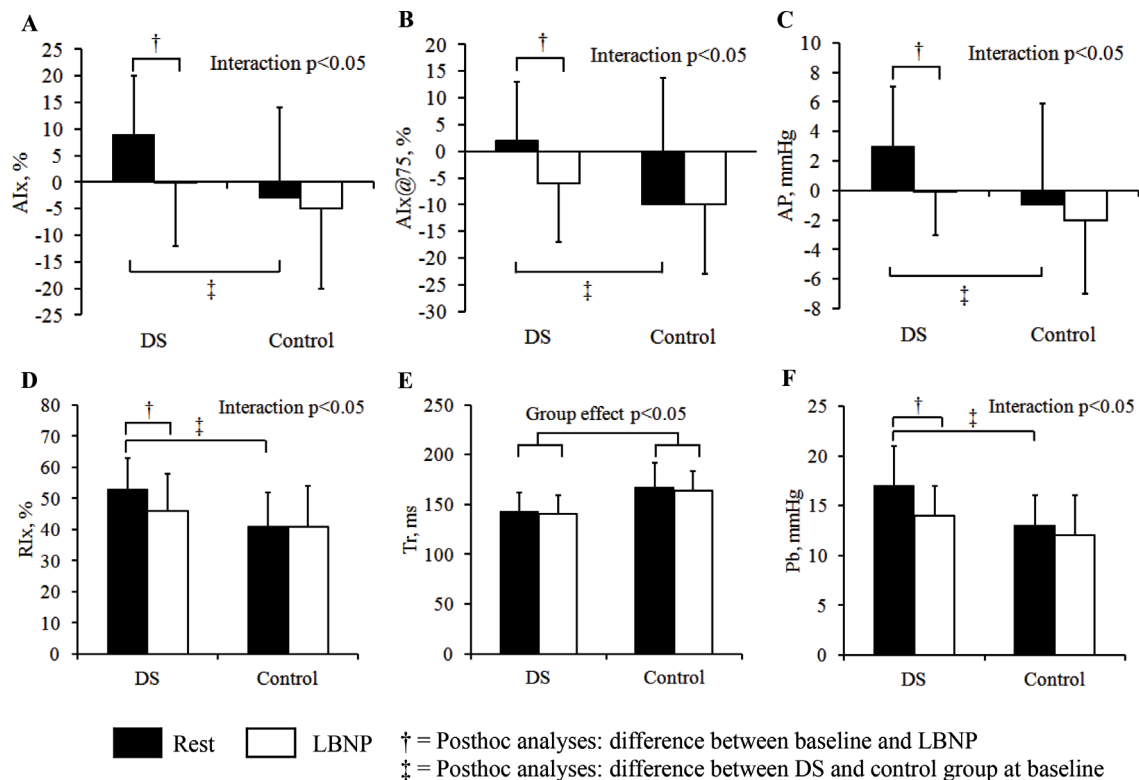 A
AIx, %
25
20
15
10
5
0
-5
-10
-15
-20
-25
†
Interaction p<0.05
‡
DS Control
B
AIx@75, %
20
15
10
5
0
-5
-10
-15
-20
-25
-30
†
Interaction p<0.05
‡
DS Control
C
AP, mmHg
10
8
6
4
2
0
-2
-4
-6
-8
†
Interaction p<0.05
‡
DS Control
D
RIx, %
80
70
60
50
40
30
20
10
0
Interaction p<0.05
†
‡
DS Control
E
Tr, ms
250
200
150
100
50
0
Group effect p<0.05
DS Control
F
Pb, mmHg
25
20
15
10
5
0
†
‡
Interaction p<0.05
DS Control
Rest LBNP
† = Posthoc analyses: difference between baseline and LBNP
‡ = Posthoc analyses: difference between DS and control group at baseline